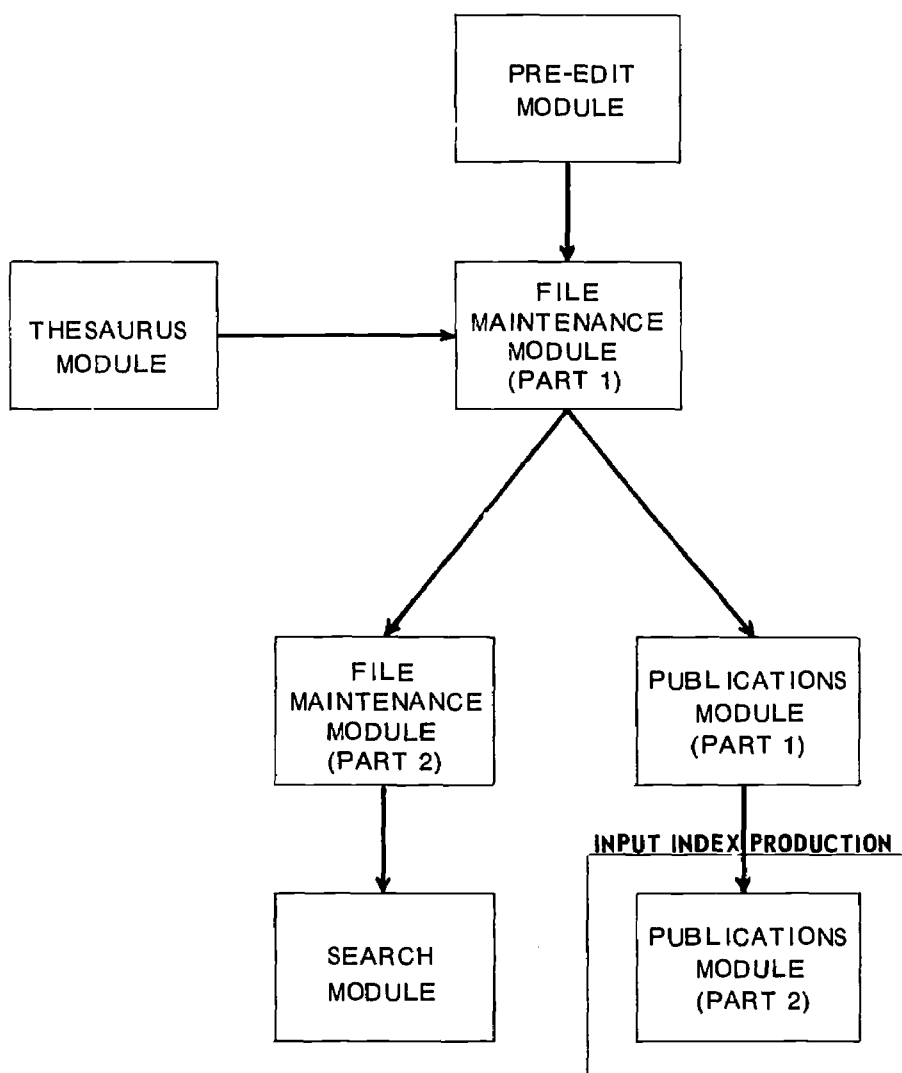 PRE-EDIT
MODULE
THESAURUS
MODULE
FILE
MAINTENANCE
MODULE
(PART 1)
FILE
MAINTENANCE
MODULE
(PART 2)
PUBLICATIONS
MODULE
(PART 1)
INPUT INDEX PRODUCTION
SEARCH
MODULE
PUBLICATIONS
MODULE
(PART 2)